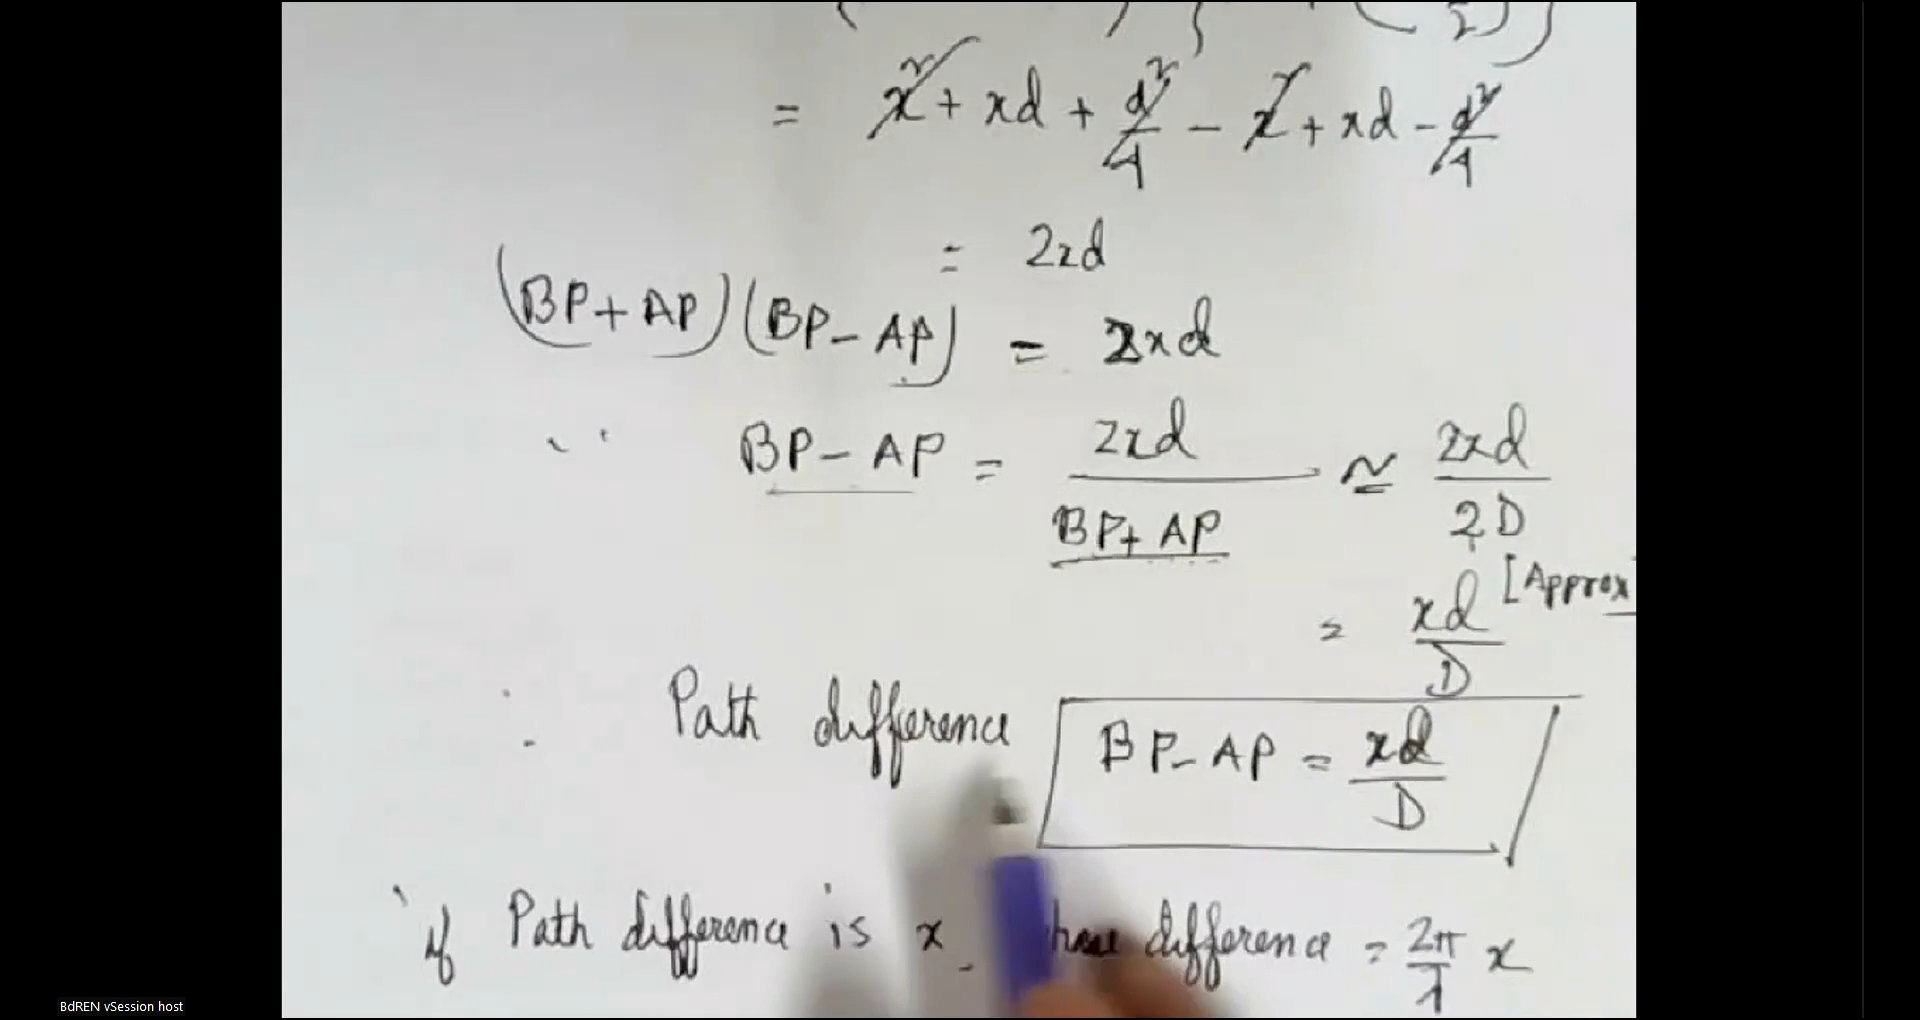 = x² + xd + d²/4 - x² + xd - d²/4
= 2xd
(BP + AP) (BP - AP) = 2xd
BP - AP = 2xd / BP + AP ≅ 2xd / 2D
[Approx
= xd / D
∴ Path difference BP - AP = xd / D
if Path difference is x difference = 2π/λ x
BdREN vSession host